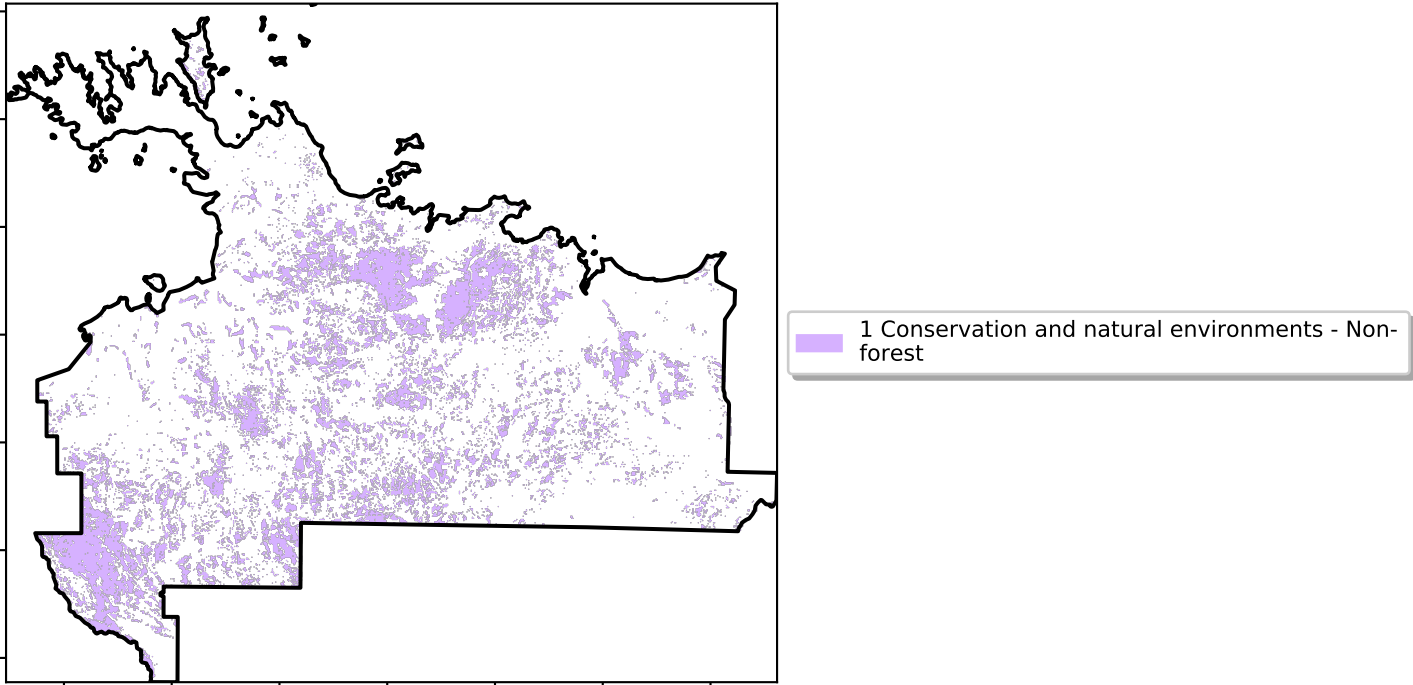 1 Conservation and natural environments - Non-
forest